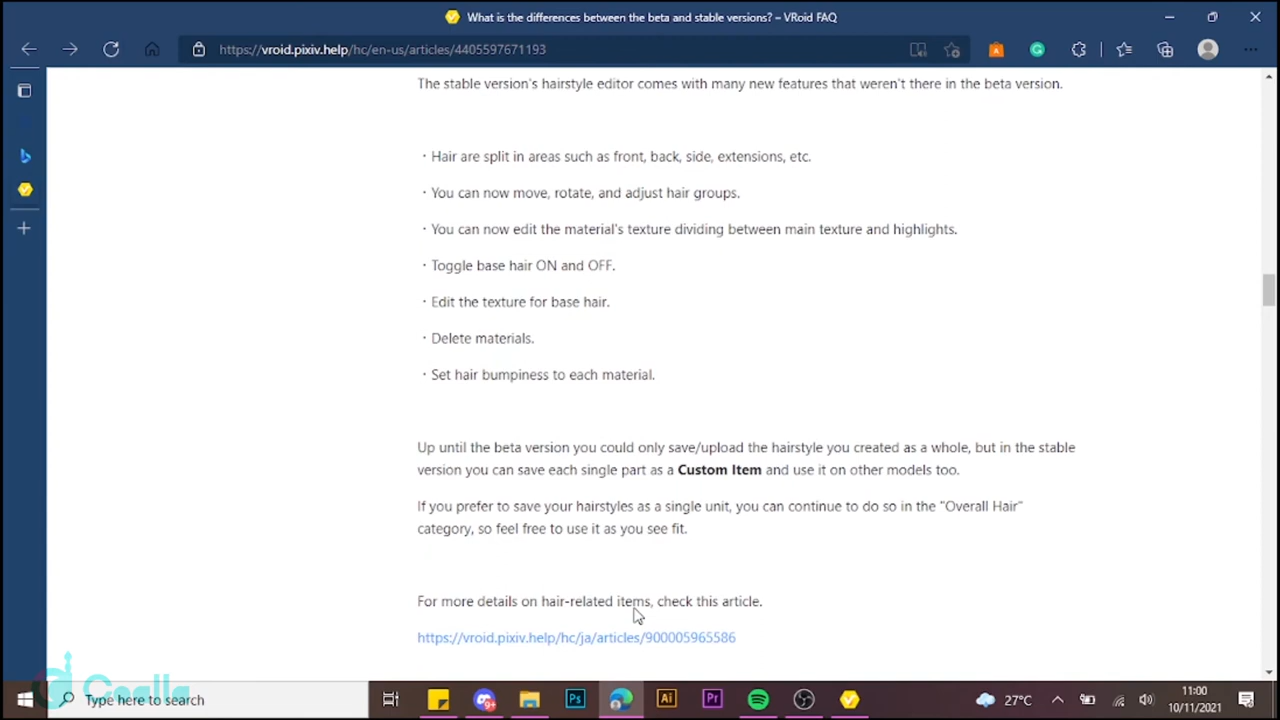 What is the differences between the beta and stable versions? – VRoid FAQ
https://vroid.pixiv.help/hc/en-us/articles/4405597671193
The stable version's hairstyle editor comes with many new features that weren't there in the beta version.
・Hair are split in areas such as front, back, side, extensions, etc.
・You can now move, rotate, and adjust hair groups.
・You can now edit the material's texture dividing between main texture and highlights.
・Toggle base hair ON and OFF.
・Edit the texture for base hair.
・Delete materials.
・Set hair bumpiness to each material.
Up until the beta version you could only save/upload the hairstyle you created as a whole, but in the stable
version you can save each single part as a Custom Item and use it on other models too.
If you prefer to save your hairstyles as a single unit, you can continue to do so in the "Overall Hair"
category, so feel free to use it as you see fit.
For more details on hair-related items, check this article.
https://vroid.pixiv.help/hc/ja/articles/900005965586
Type here to search
Ps
Ai
Pr
27°C
11:00
10/11/2021